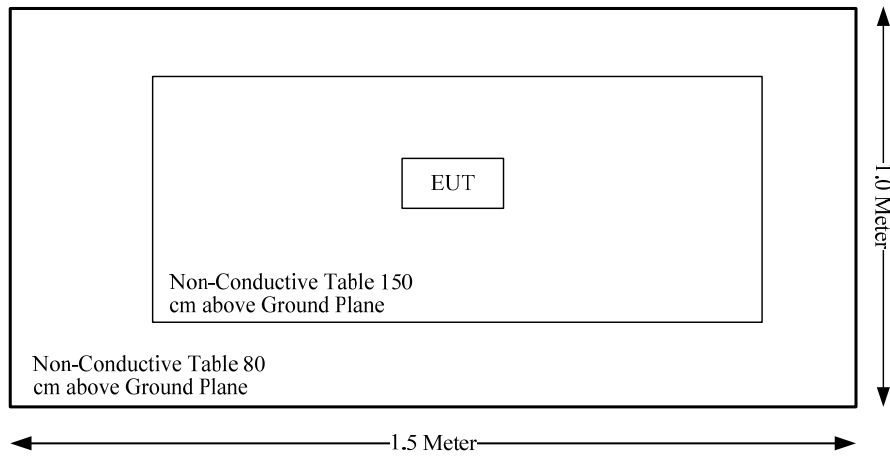 EUT
Non-Conductive Table 150
cm above Ground Plane
Non-Conductive Table 80
cm above Ground Plane
1.0 Meter
1.5 Meter